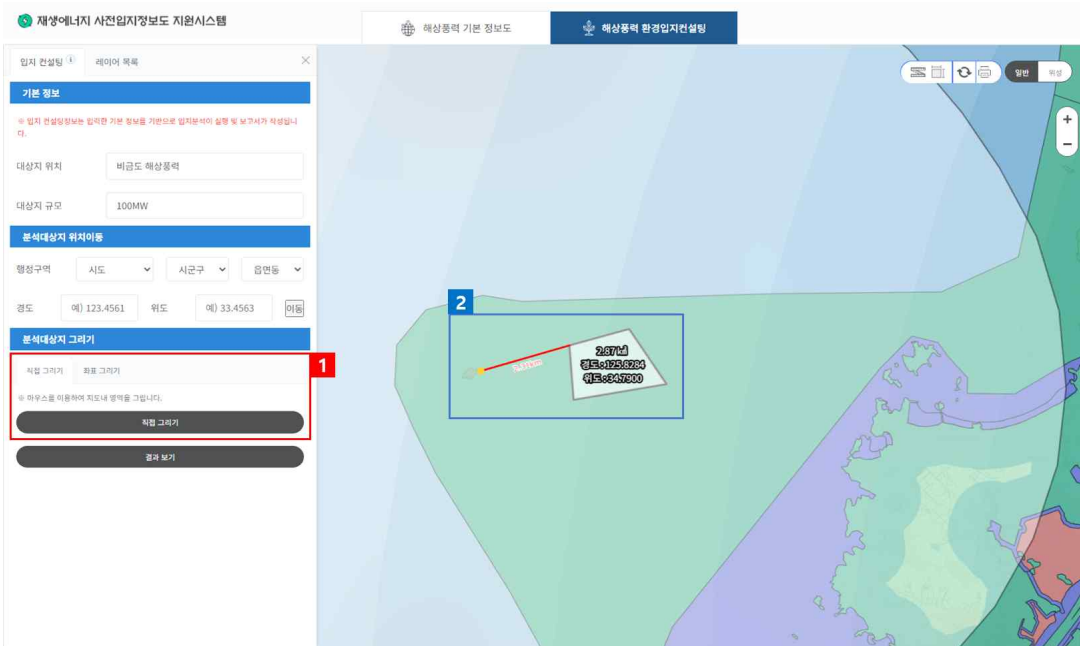 재생에너지 사전입지정보도 지원시스템
해상풍력 기본 정보도
해상풍력 환경입지컨설팅
입지 컨설팅 i
레이어 목록
×
일반
위성
기본 정보
※ 입지 컨설팅정보는 입력한 기본 정보를 기반으로 입지분석이 실행 및 보고서가 작성됩니
다.
대상지 위치
비금도 해상풍력
대상지 규모
100MW
분석대상지 위치이동
행정구역
시도
시군구
읍면동
경도
예) 123.4561
위도
예) 33.4563
이동
분석대상지 그리기
1
직접 그리기
좌표 그리기
※ 마우스를 이용하여 지도내 영역을 그립니다.
직접 그리기
결과 보기
+
−
2
2.87㎢
경도:125.8284
위도:34.7900